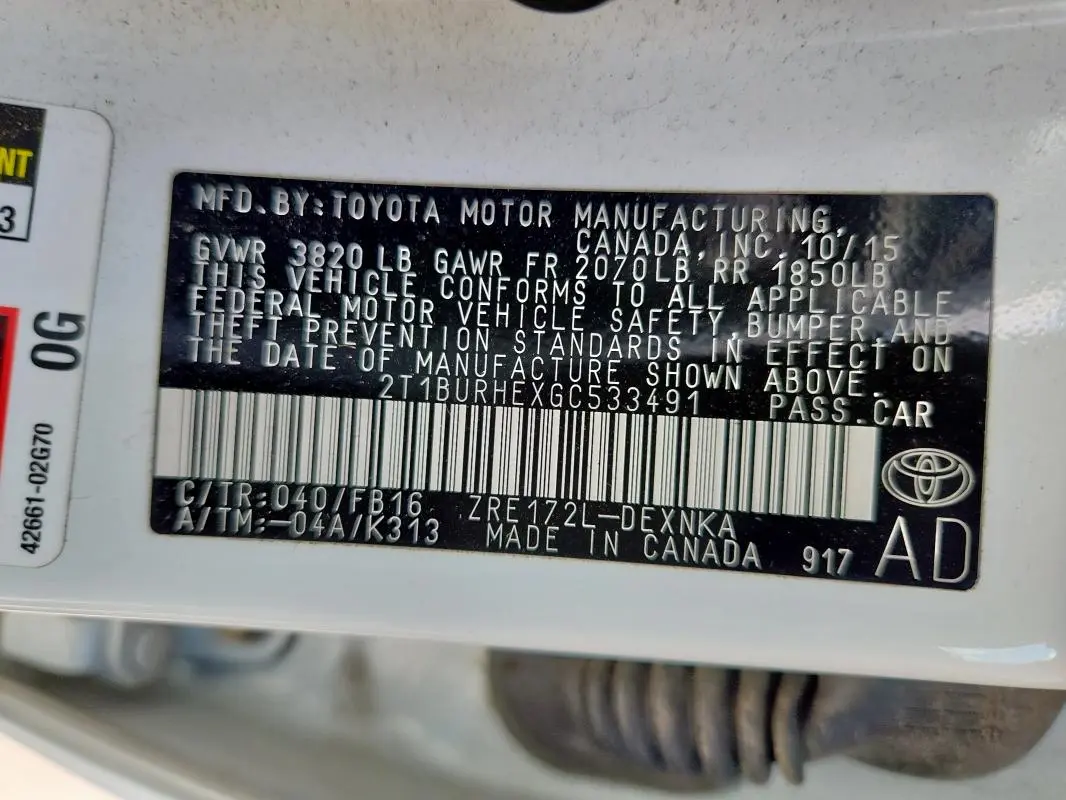 NT
3
0G
42661-02G70
MFD.BY:TOYOTA MOTOR MANUFACTURING,
CANADA,INC. 10/15
GVWR 3820 LB GAWR FR 2070LB RR 1850LB
THIS VEHICLE CONFORMS TO ALL APPLICABLE
FEDERAL MOTOR VEHICLE SAFETY,BUMPER,AND
THEFT PREVENTION STANDARDS IN EFFECT ON
THE DATE OF MANUFACTURE SHOWN ABOVE.
2T1BURHEXGC533491 PASS.CAR
C/TR:040/FB16 ZRE172L-DEXNKA
A/TM:-04A/K313 MADE IN CANADA 917 AD